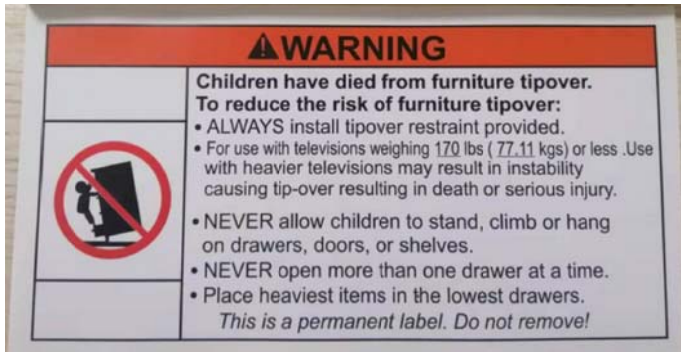 ⚠WARNING
Children have died from furniture tipover.
To reduce the risk of furniture tipover:
• ALWAYS install tipover restraint provided.
• For use with televisions weighing 170 lbs ( 77.11 kgs) or less .Use
with heavier televisions may result in instability
causing tip-over resulting in death or serious injury.
• NEVER allow children to stand, climb or hang
on drawers, doors, or shelves.
• NEVER open more than one drawer at a time.
• Place heaviest items in the lowest drawers.
This is a permanent label. Do not remove!